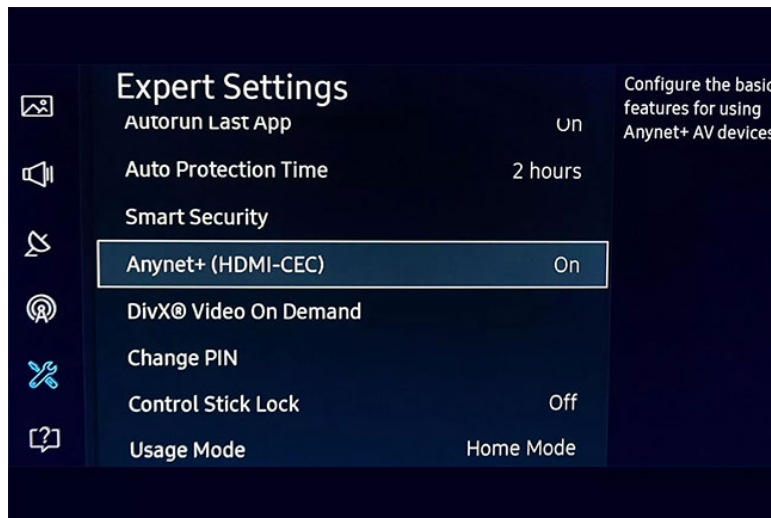 Expert Settings
Autorun Last App On
Auto Protection Time 2 hours
Smart Security
Anynet+ (HDMI-CEC) On
DivX® Video On Demand
Change PIN
Control Stick Lock Off
Usage Mode Home Mode
Configure the basic
features for using
Anynet+ AV devices